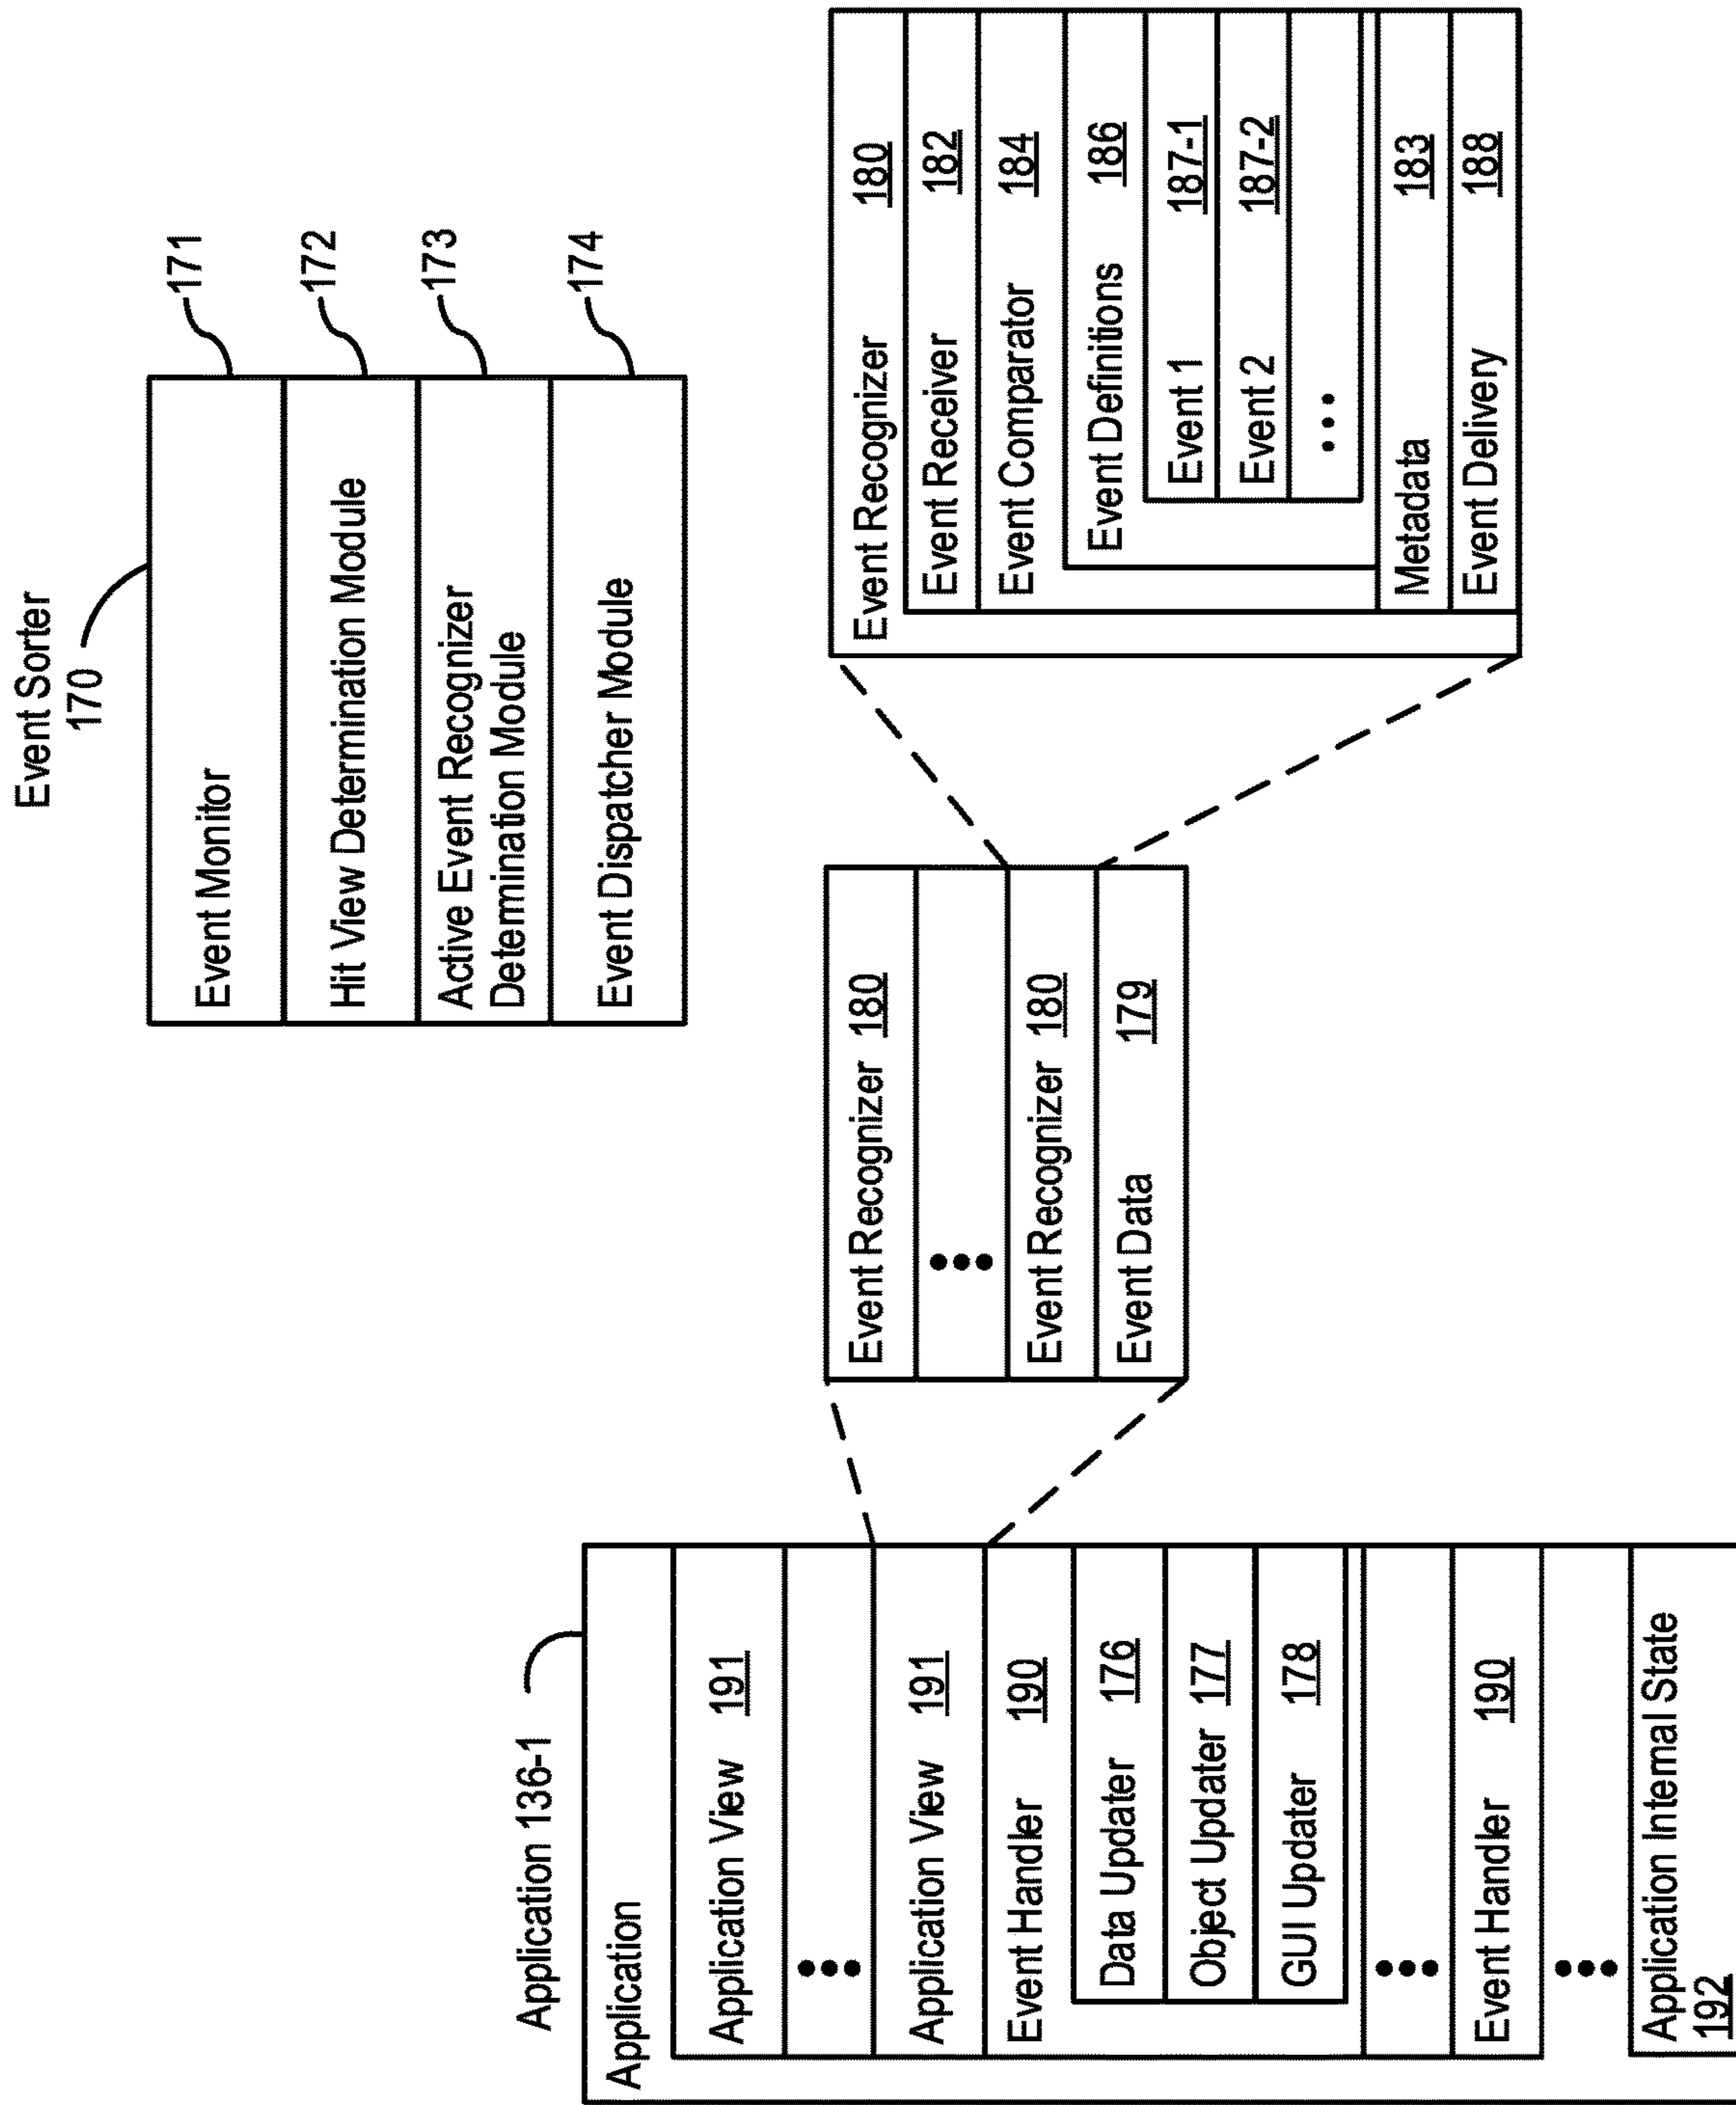 Event Sorter
170
Event Monitor
171
Hit View Determination Module
172
Active Event Recognizer
Determination Module
173
Event Dispatcher Module
174
Application 136-1
Application
Application View 191
•••
Application View 191
Event Handler 190
Data Updater 176
Object Updater 177
GUI Updater 178
•••
Event Handler 190
•••
Application Internal State
192
Event Recognizer 180
•••
Event Recognizer 180
Event Data 179
Event Recognizer 180
Event Receiver 182
Event Comparator 184
Event Definitions 186
Event 1 187-1
Event 2 187-2
•••
Metadata 183
Event Delivery 188